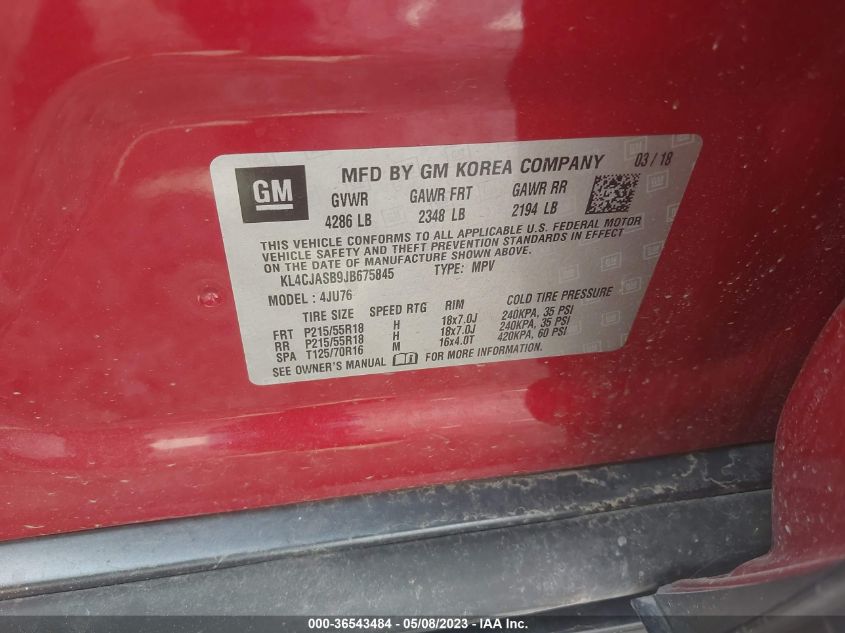 GM
MFD BY GM KOREA COMPANY 03 / 18
GVWR GAWR FRT GAWR RR
4286 LB 2348 LB 2194 LB
THIS VEHICLE CONFORMS TO ALL APPLICABLE U.S. FEDERAL MOTOR
VEHICLE SAFETY AND THEFT PREVENTION STANDARDS IN EFFECT
ON THE DATE OF MANUFACTURE SHOWN ABOVE.
KL4CJASB9JB675845 TYPE: MPV
MODEL : 4JU76
TIRE SIZE SPEED RTG RIM COLD TIRE PRESSURE
FRT P215/55R18 H 18x7.0J 240KPA, 35 PSI
RR P215/55R18 H 18x7.0J 240KPA, 35 PSI
SPA T125/70R16 M 16x4.0T 420KPA, 60 PSI
SEE OWNER'S MANUAL FOR MORE INFORMATION.
000-36543484 - 05/08/2023 - IAA Inc.